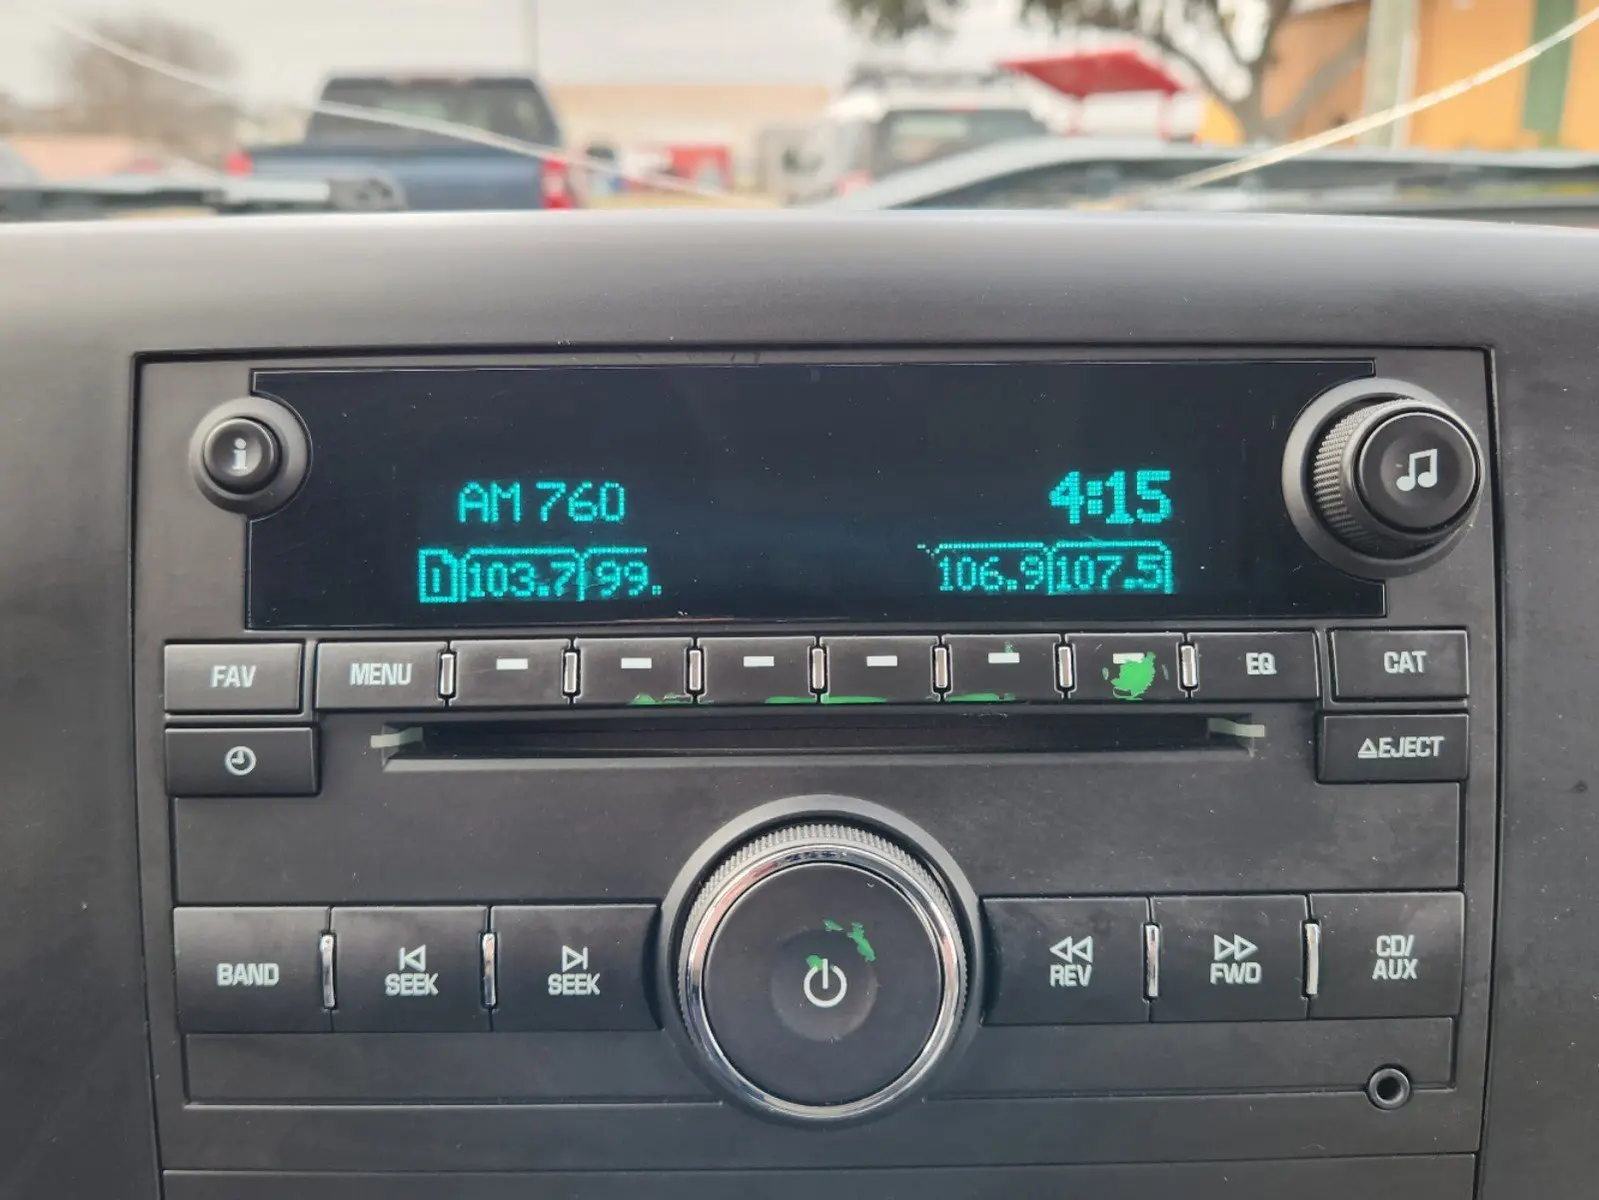 AM 760 4:15
1 103.7 99. 106.9 107.5
FAV MENU EQ CAT
EJECT
BAND SEEK SEEK REV FWD CD/
AUX